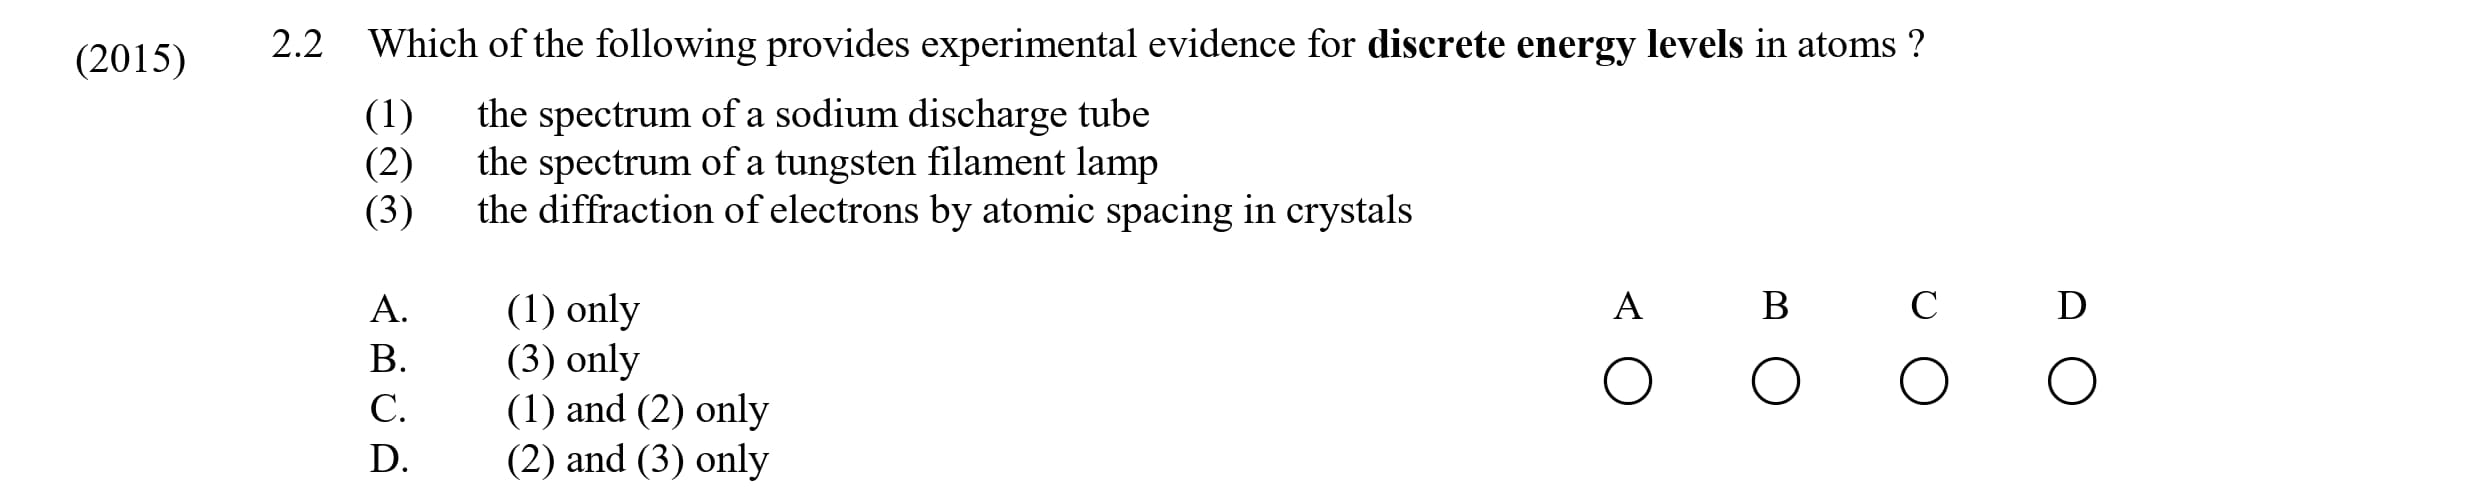 (2015) 2.2 Which of the following provides experimental evidence for discrete energy levels in atoms ?
(1) the spectrum of a sodium discharge tube
(2) the spectrum of a tungsten filament lamp
(3) the diffraction of electrons by atomic spacing in crystals
A. (1) only
B. (3) only
C. (1) and (2) only
D. (2) and (3) only
A B C D